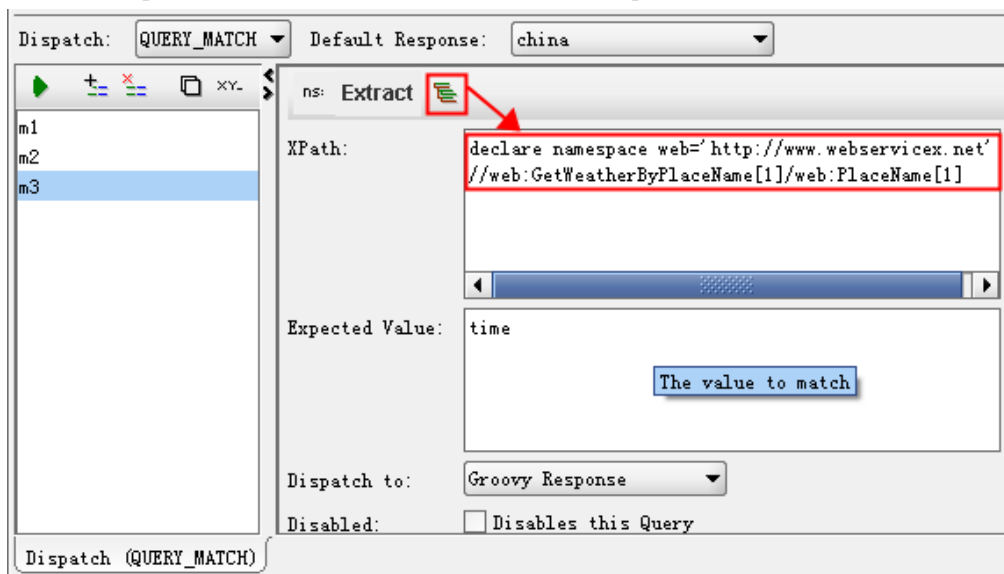 Dispatch: QUERY_MATCH Default Response: china
XY-
ns: Extract
m1
m2
m3
XPath:
declare namespace web='http://www.webservicex.net'
//web:GetWeatherByPlaceName[1]/web:PlaceName[1]
Expected Value:
time
The value to match
Dispatch to: Groovy Response
Disabled: Disables this Query
Dispatch (QUERY_MATCH)